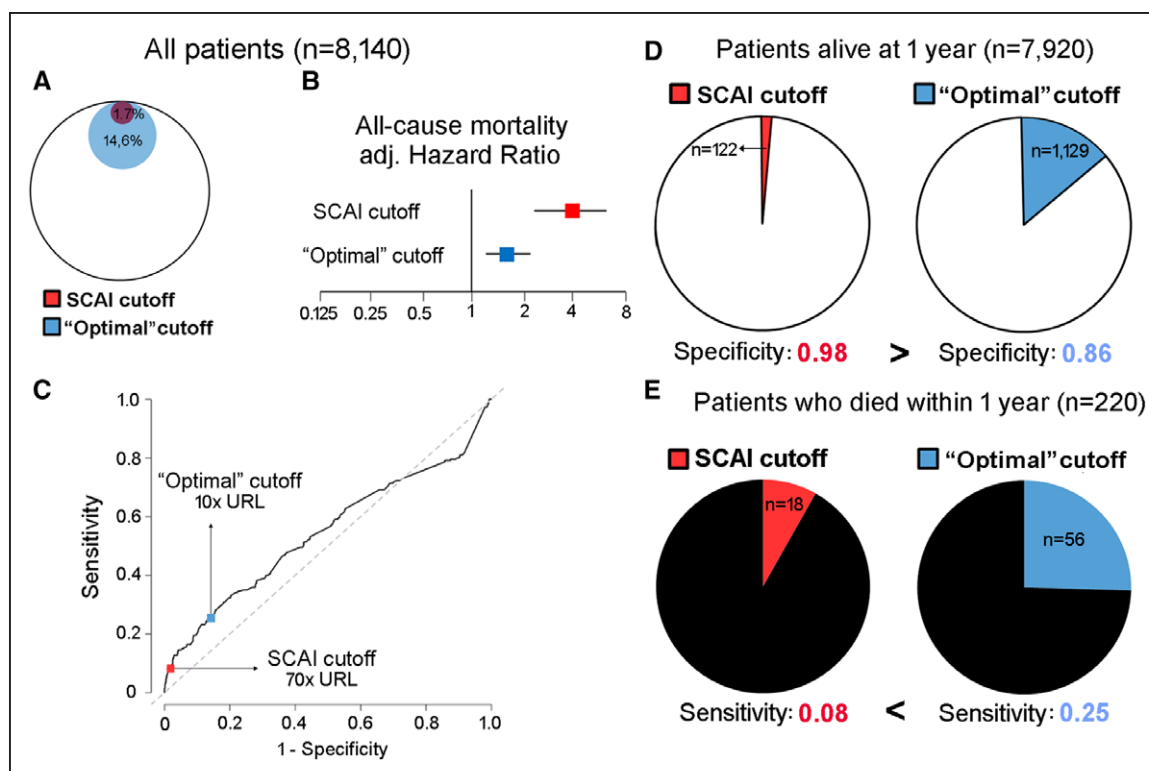 All patients (n=8,140)
A
1.7%
14,6%
SCAI cutoff
"Optimal"cutoff
B
All-cause mortality
adj. Hazard Ratio
SCAI cutoff
"Optimal" cutoff
0.125 0.25 0.5 1 2 4 8
C
Sensitivity
1.0
0.8
0.6
0.4
0.2
0
"Optimal" cutoff
10x URL
SCAI cutoff
70x URL
0 0.2 0.4 0.6 0.8 1.0
1 - Specificity
D Patients alive at 1 year (n=7,920)
SCAI cutoff "Optimal" cutoff
n=122 n=1,129
Specificity: 0.98 > Specificity: 0.86
E Patients who died within 1 year (n=220)
SCAI cutoff "Optimal" cutoff
n=18
n=56
Sensitivity: 0.08 < Sensitivity: 0.25